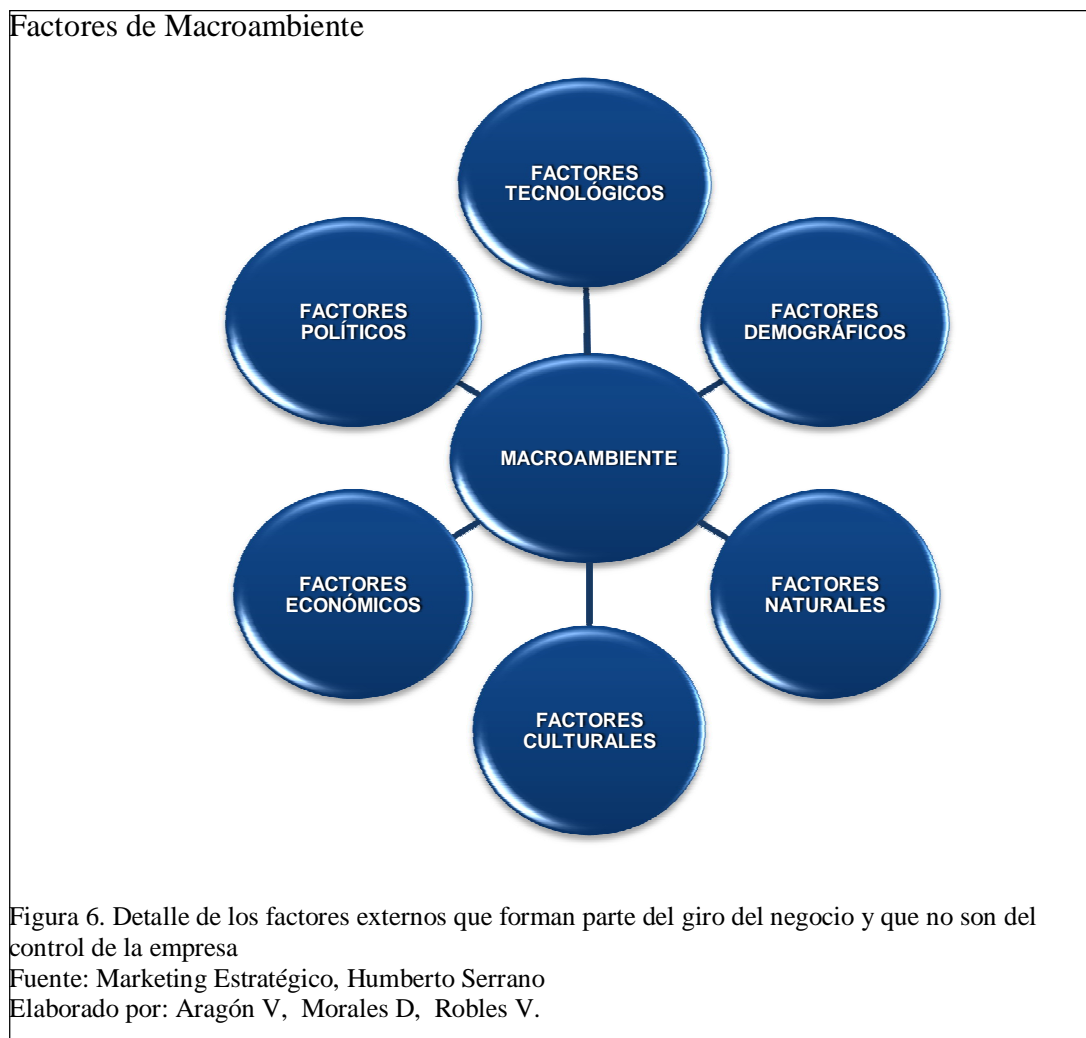 Factores de Macroambiente
FACTORES
TECNOLÓGICOS
FACTORES
POLÍTICOS
FACTORES
DEMOGRÁFICOS
MACROAMBIENTE
FACTORES
ECONÓMICOS
FACTORES
NATURALES
FACTORES
CULTURALES
Figura 6. Detalle de los factores externos que forman parte del giro del negocio y que no son del
control de la empresa
Fuente: Marketing Estratégico, Humberto Serrano
Elaborado por: Aragón V, Morales D, Robles V.